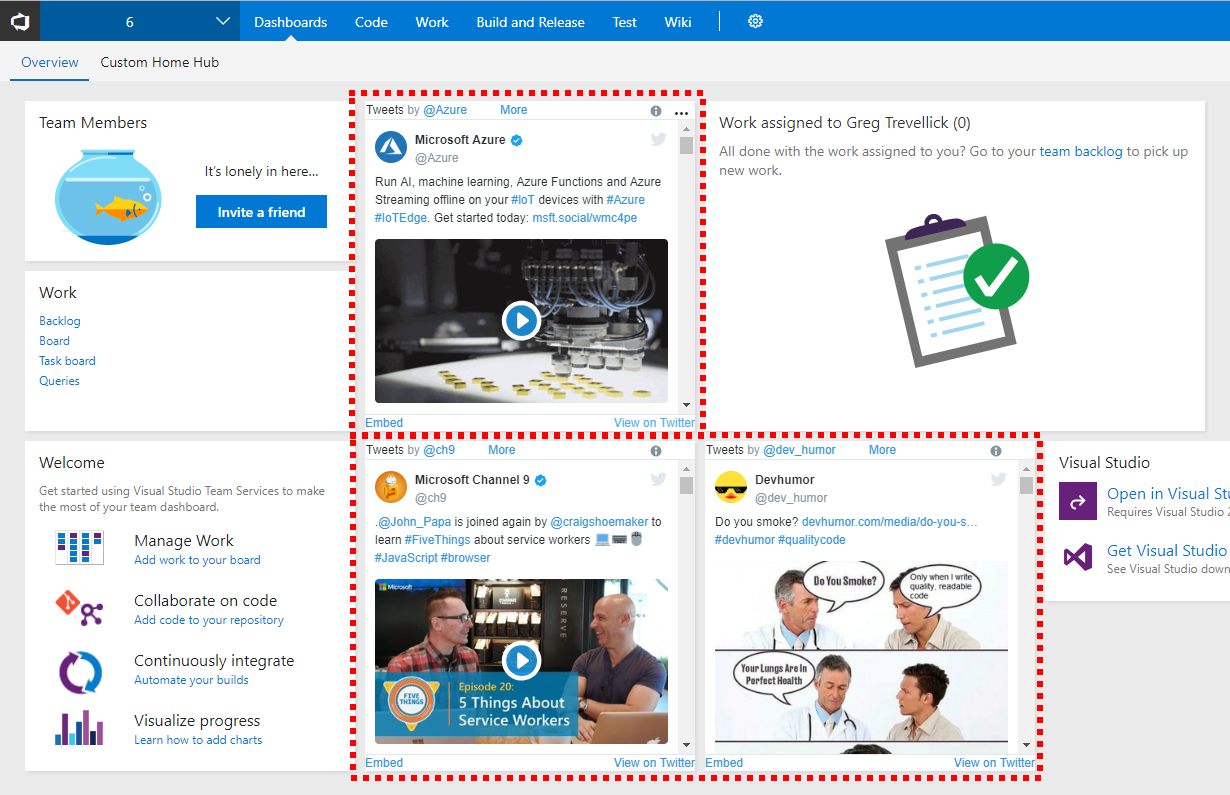 6
Dashboards
Code
Work
Build and Release
Test
Wiki
Overview
Custom Home Hub
Team Members
It's lonely in here...
Invite a friend
Work
Backlog
Board
Task board
Queries
Welcome
Get started using Visual Studio Team Services to make
the most of your team dashboard.
Manage Work
Add work to your board
Collaborate on code
Add code to your repository
Continuously integrate
Automate your builds
Visualize progress
Learn how to add charts
Tweets by @Azure
More
Microsoft Azure
@Azure
Run AI, machine learning, Azure Functions and Azure
Streaming offline on your #IoT devices with #Azure
#IoTEdge. Get started today: msft.social/wmc4pe
Embed
View on Twitter
Tweets by @ch9
More
Microsoft Channel 9
@ch9
.@John_Papa is joined again by @craigshoemaker to
learn #FiveThings about service workers 💻⌨🖱
#JavaScript #browser
Microsoft
RESERVE
FIVE
THINGS
Episode 20:
5 Things About
Service Workers
Embed
View on Twitter
Tweets by @dev_humor
More
Devhumor
@dev_humor
Do you smoke? devhumor.com/media/do-you-s…
#devhumor #qualitycode
Do You Smoke?
Only when I write
quality, readable
code
Your Lungs Are In
Perfect Health
Embed
View on Twitter
Work assigned to Greg Trevellick (0)
All done with the work assigned to you? Go to your team backlog to pick up
new work.
Visual Studio
Open in Visual Stu
Requires Visual Studio 2
Get Visual Studio
See Visual Studio down